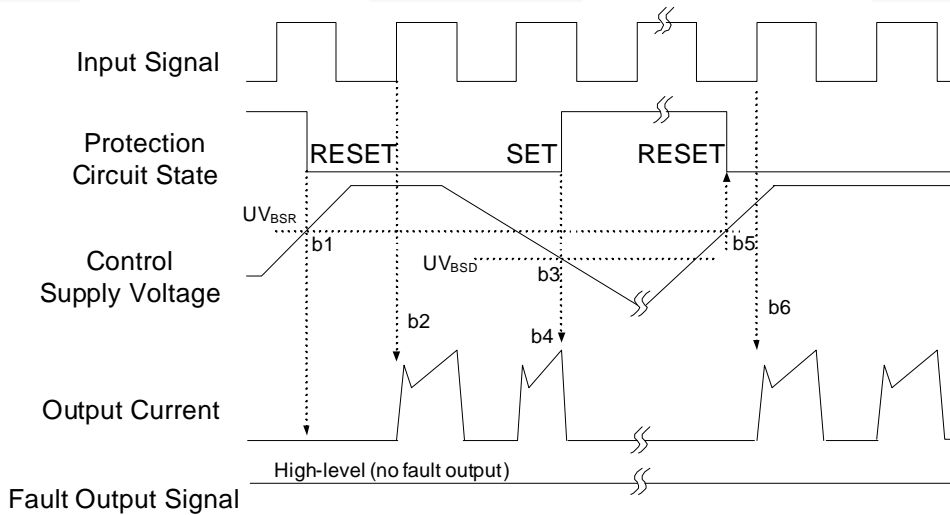 Input Signal
Protection
Circuit State
RESET
SET
RESET
UVBSR
b1
b5
Control
Supply Voltage
UVBSD
b3
b2
b4
b6
Output Current
High-level (no fault output)
Fault Output Signal